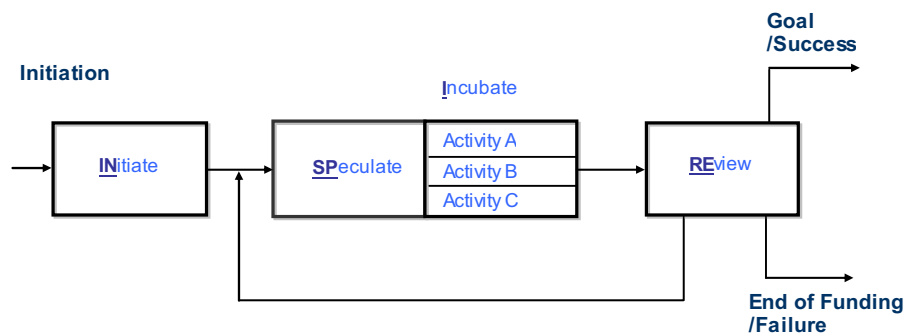 Goal
/Success
Initiation
Incubate
INitiate
SPeculate
Activity A
Activity B
Activity C
REview
End of Funding
/Failure